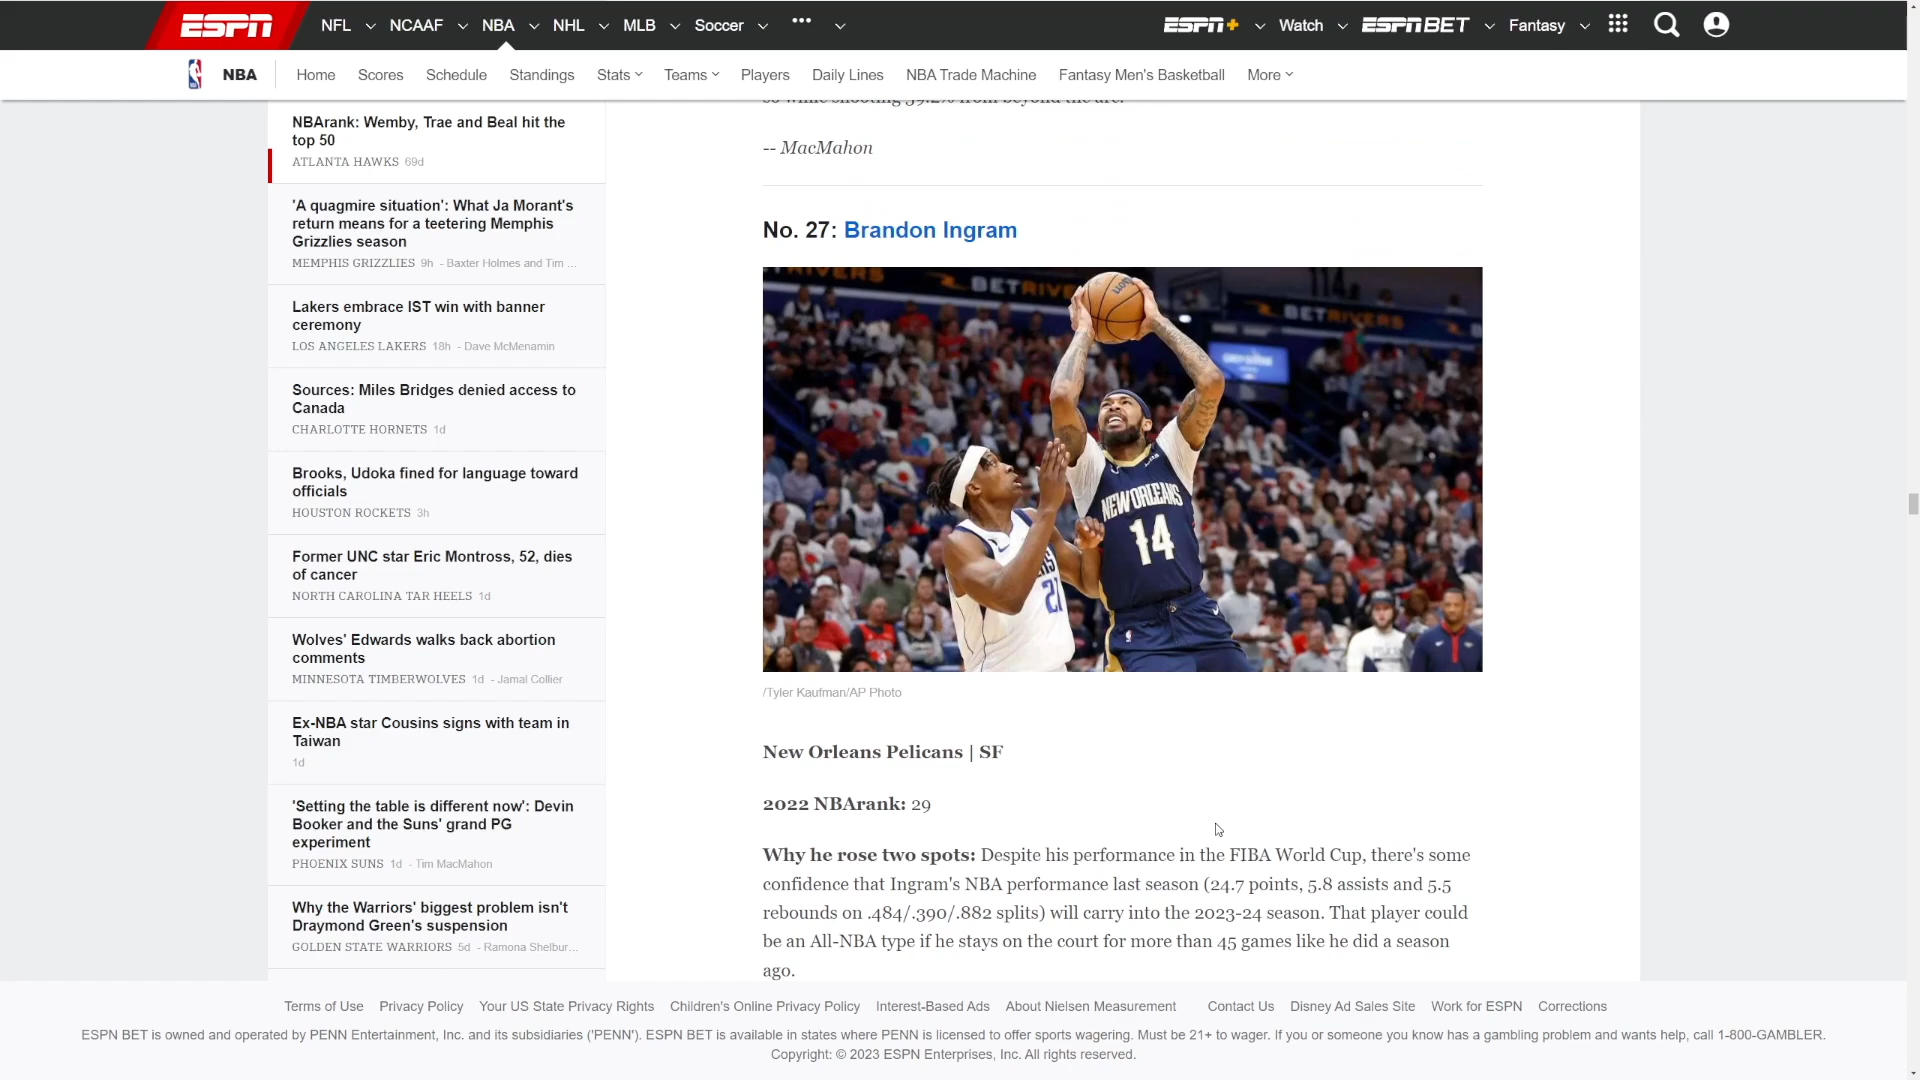 ESPN NFL NCAAF NBA NHL MLB Soccer ••• ESPN+ Watch ESPN BET Fantasy
NBA Home Scores Schedule Standings Stats Teams Players Daily Lines NBA Trade Machine Fantasy Men's Basketball More
NBArank: Wemby, Trae and Beal hit the
top 50
ATLANTA HAWKS 69d
'A quagmire situation': What Ja Morant's
return means for a teetering Memphis
Grizzlies season
MEMPHIS GRIZZLIES 9h - Baxter Holmes and Tim ...
Lakers embrace IST win with banner
ceremony
LOS ANGELES LAKERS 18h - Dave McMenamin
Sources: Miles Bridges denied access to
Canada
CHARLOTTE HORNETS 1d
Brooks, Udoka fined for language toward
officials
HOUSTON ROCKETS 3h
Former UNC star Eric Montross, 52, dies
of cancer
NORTH CAROLINA TAR HEELS 1d
Wolves' Edwards walks back abortion
comments
MINNESOTA TIMBERWOLVES 1d - Jamal Collier
Ex-NBA star Cousins signs with team in
Taiwan
1d
'Setting the table is different now': Devin
Booker and the Suns' grand PG
experiment
PHOENIX SUNS 1d - Tim MacMahon
Why the Warriors' biggest problem isn't
Draymond Green's suspension
GOLDEN STATE WARRIORS 5d - Ramona Shelbur...
so while shooting 39.2% from beyond the arc.
-- MacMahon
No. 27: Brandon Ingram
BETRIVERS
NEW ORLEANS
14
21
/Tyler Kaufman/AP Photo
New Orleans Pelicans | SF
2022 NBArank: 29
Why he rose two spots: Despite his performance in the FIBA World Cup, there's some
confidence that Ingram's NBA performance last season (24.7 points, 5.8 assists and 5.5
rebounds on .484/.390/.882 splits) will carry into the 2023-24 season. That player could
be an All-NBA type if he stays on the court for more than 45 games like he did a season
ago.
Terms of Use Privacy Policy Your US State Privacy Rights Children's Online Privacy Policy Interest-Based Ads About Nielsen Measurement Contact Us Disney Ad Sales Site Work for ESPN Corrections
ESPN BET is owned and operated by PENN Entertainment, Inc. and its subsidiaries ('PENN'). ESPN BET is available in states where PENN is licensed to offer sports wagering. Must be 21+ to wager. If you or someone you know has a gambling problem and wants help, call 1-800-GAMBLER.
Copyright: © 2023 ESPN Enterprises, Inc. All rights reserved.